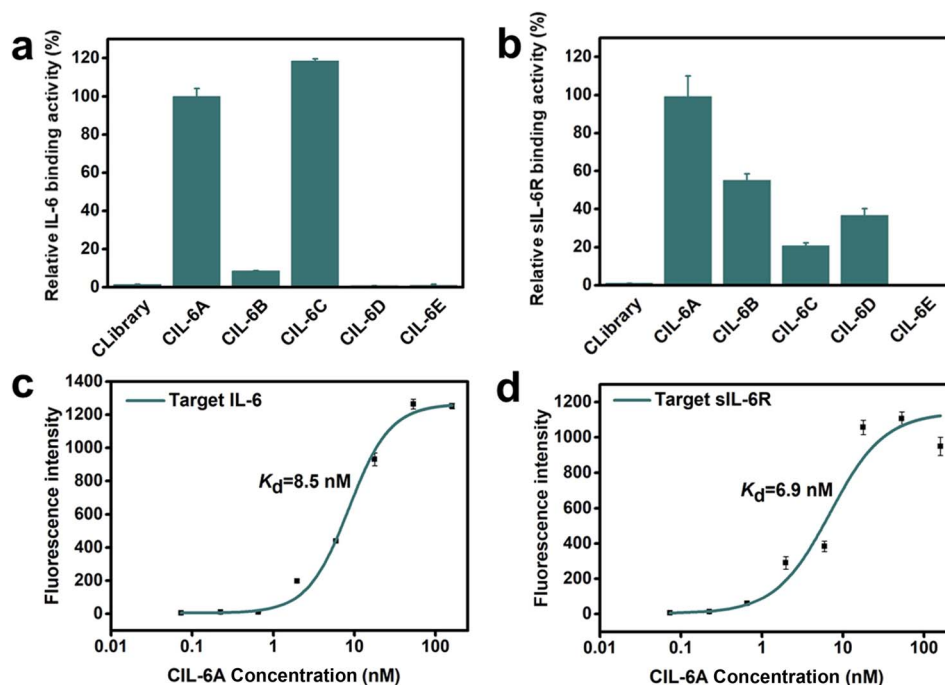 a
Relative IL-6 binding activity (%)
120
100
80
60
40
20
0
CLibrary
CIL-6A
CIL-6B
CIL-6C
CIL-6D
CIL-6E
b
Relative sIL-6R binding activity (%)
120
100
80
60
40
20
0
CLibrary
CIL-6A
CIL-6B
CIL-6C
CIL-6D
CIL-6E
c
Fluorescence intensity
1400
1200
1000
800
600
400
200
0
Target IL-6
Kd=8.5 nM
0.01
0.1
1
10
100
CIL-6A Concentration (nM)
d
Fluorescence intensity
1200
1000
800
600
400
200
0
Target sIL-6R
Kd=6.9 nM
0.01
0.1
1
10
100
CIL-6A Concentration (nM)